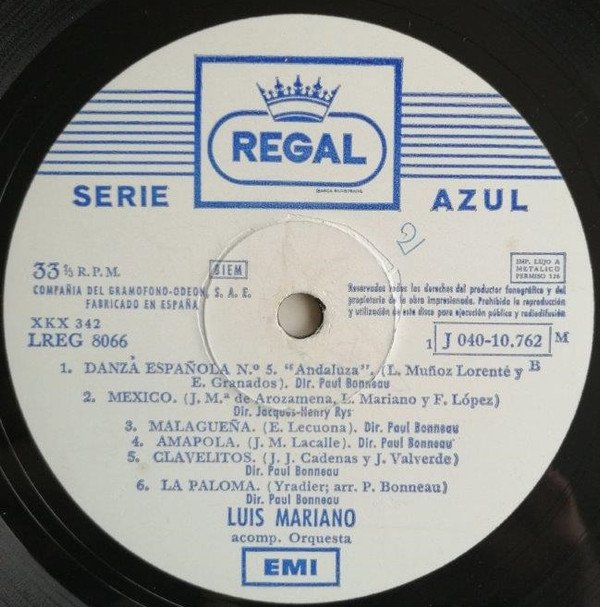 REGAL
MARCA REGISTRADA
SERIE AZUL
2
33 ⅓ R.P.M.
BIEM
COMPAÑIA DEL GRAMOFONO-ODEON, S. A. E.
FABRICADO EN ESPAÑA
XKX 342
LREG 8066
IMP. LUJO A
METALICO
PERMISO 126
Reservados todos los derechos del productor fonográfico y del
propietario de la obra impresionada. Prohibida la reproducción
y utilización de este disco para ejecución pública y radiodifusión
1 J 040-10.762 M
B
1. DANZA ESPAÑOLA N.º 5. "Andaluza". (L. Muñoz Lorenté y
E. Granados). Dir. Paul Bonneau
2. MEXICO. (J. M.ª de Arozamena, L. Mariano y F. López)
Dir. Jacques-Henry Rys
3. MALAGUEÑA. (E. Lecuona). Dir. Paul Bonneau
4. AMAPOLA. (J. M. Lacalle). Dir. Paul Bonneau
5. CLAVELITOS. (J. J. Cadenas y J. Valverde)
Dir. Paul Bonneau
6. LA PALOMA. (Yradier; arr. P. Bonneau)
Dir. Paul Bonneau
LUIS MARIANO
acomp. Orquesta
EMI